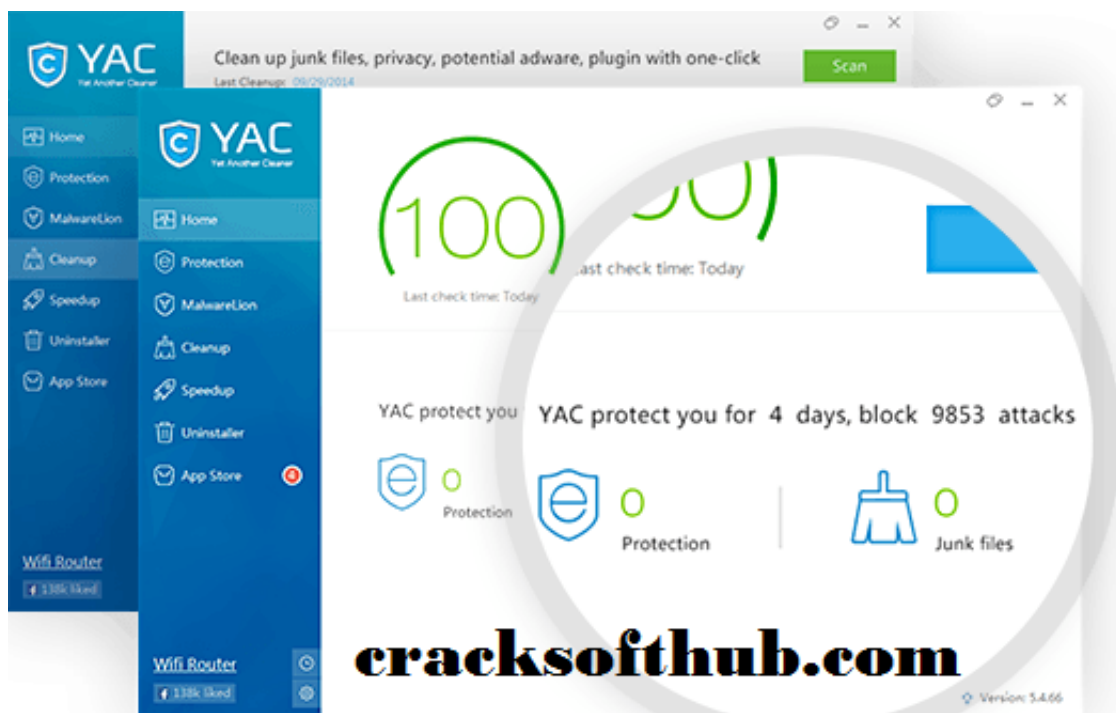 YAC
Yet Another Cleaner
Clean up junk files, privacy, potential adware, plugin with one-click
Last Cleanup: 09/29/2014
Scan
Home
Protection
MalwareLion
Cleanup
Speedup
Uninstaller
App Store
Wifi Router
138k liked
YAC
Yet Another Cleaner
Home
Protection
MalwareLion
Cleanup
Speedup
Uninstaller
App Store 4
Wifi Router
138k liked
100
Last check time: Today
ast check time: Today
YAC protect you
YAC protect you for 4 days, block 9853 attacks
0
Protection
0
Protection
0
Junk files
cracksofthub.com
Version: 5.4.66